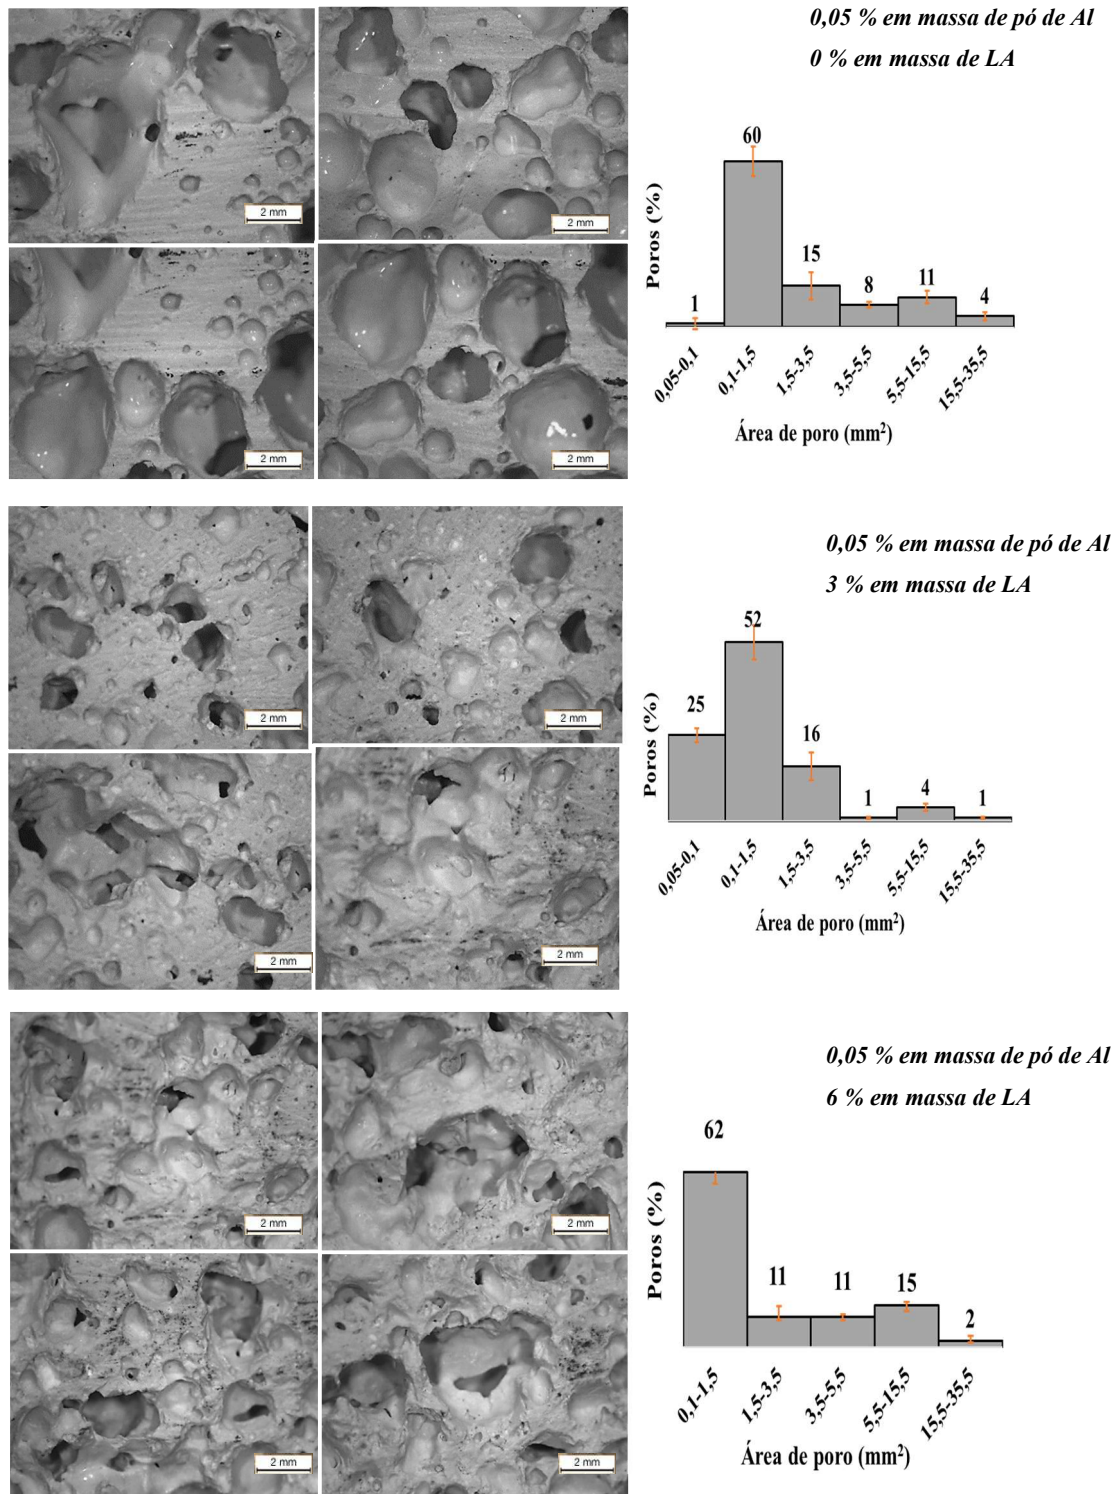 0,05 % em massa de pó de Al
0 % em massa de LA
2 mm
2 mm
2 mm
2 mm
Poros (%)
1
60
15
8
11
4
0,05-0,1
0,1-1,5
1,5-3,5
3,5-5,5
5,5-15,5
15,5-35,5
Área de poro (mm²)
0,05 % em massa de pó de Al
3 % em massa de LA
2 mm
2 mm
2 mm
2 mm
Poros (%)
25
52
16
1
4
1
0,05-0,1
0,1-1,5
1,5-3,5
3,5-5,5
5,5-15,5
15,5-35,5
Área de poro (mm²)
0,05 % em massa de pó de Al
6 % em massa de LA
2 mm
2 mm
2 mm
2 mm
Poros (%)
62
11
11
15
2
0,1-1,5
1,5-3,5
3,5-5,5
5,5-15,5
15,5-35,5
Área de poro (mm²)